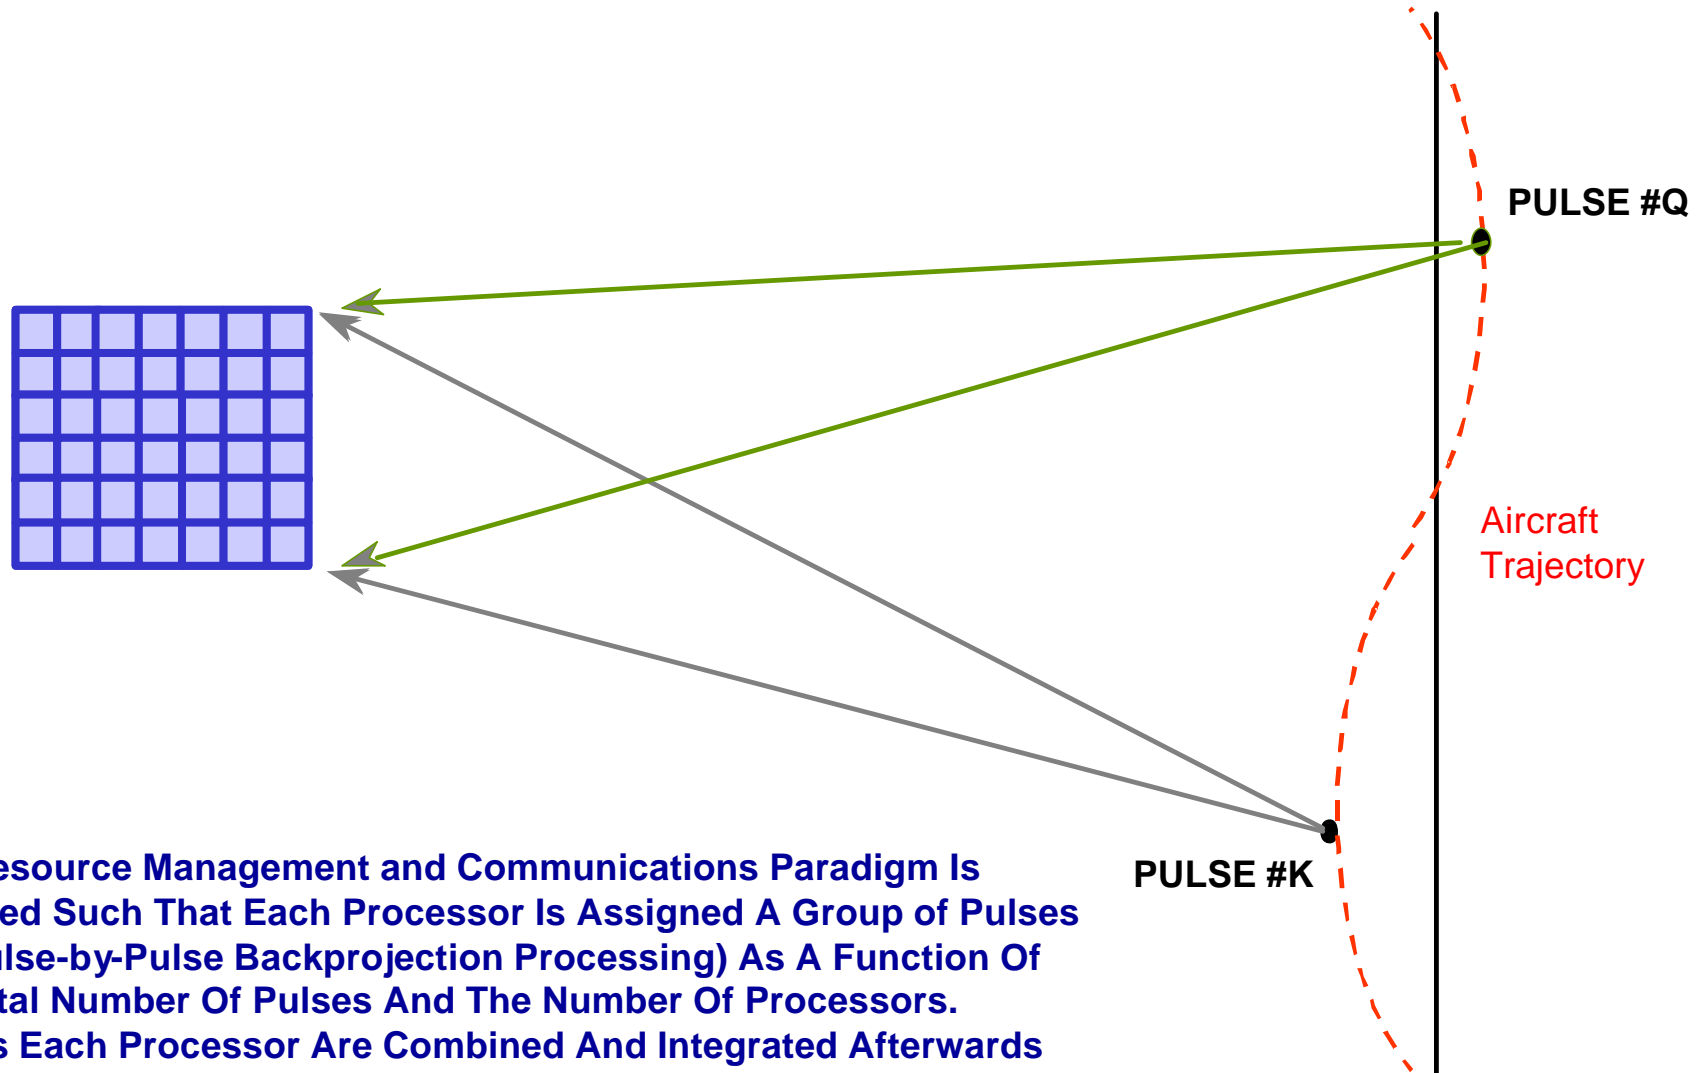 PULSE #Q
Aircraft
Trajectory
PULSE #K
esource Management and Communications Paradigm Is
ed Such That Each Processor Is Assigned A Group of Pulses
ulse-by-Pulse Backprojection Processing) As A Function Of
tal Number Of Pulses And The Number Of Processors.
s Each Processor Are Combined And Integrated Afterwards